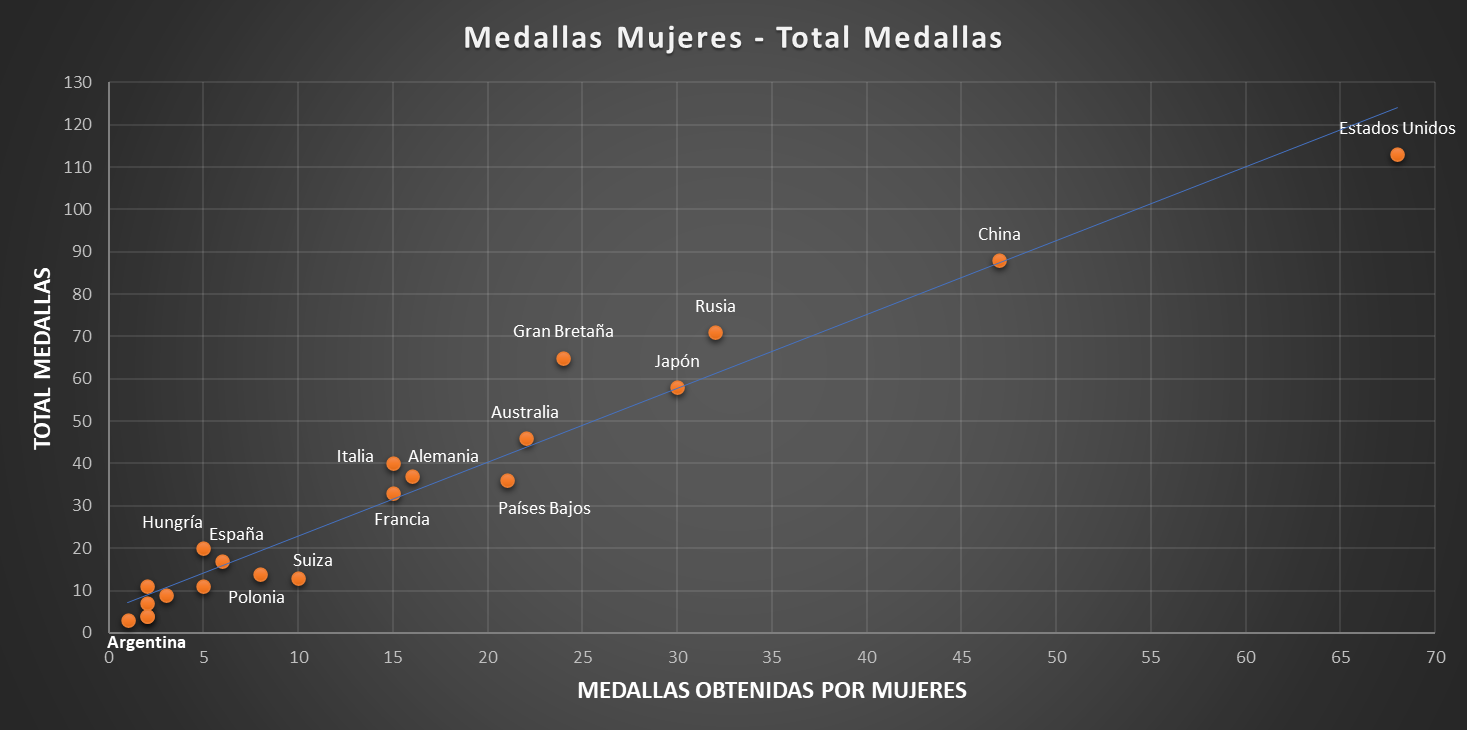 Medallas Mujeres - Total Medallas
130
120
110
100
90
80
70
60
50
40
30
20
10
0
TOTAL MEDALLAS
Estados Unidos
China
Rusia
Gran Bretaña
Japón
Australia
Italia
Alemania
Países Bajos
Francia
Hungría
España
Suiza
Polonia
Argentina
0 5 10 15 20 25 30 35 40 45 50 55 60 65 70
MEDALLAS OBTENIDAS POR MUJERES